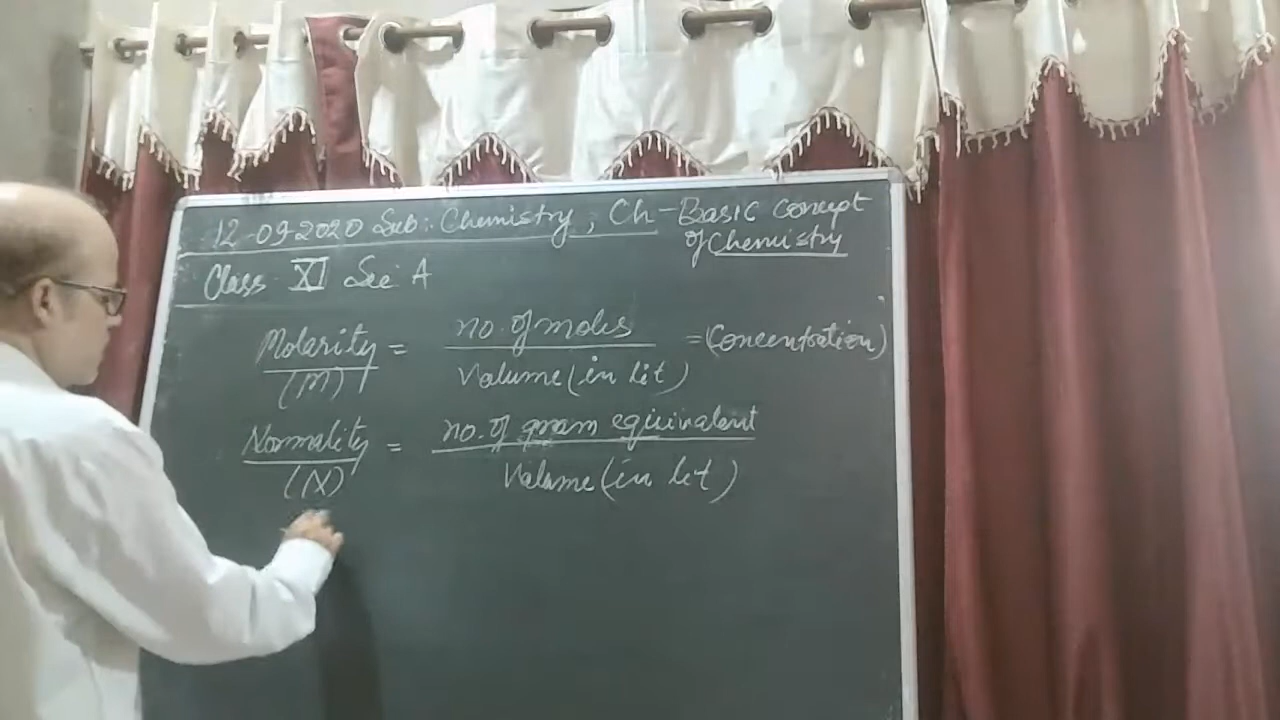 12-09-2020 Sub: Chemistry, Ch-Basic concept
of Chemistry
Class XI Sec A
Molarity = no. of moles = (Concentration)
(M) Volume (in lit)
Normality = no. of gram equivalent
(N) Volume (in lit)